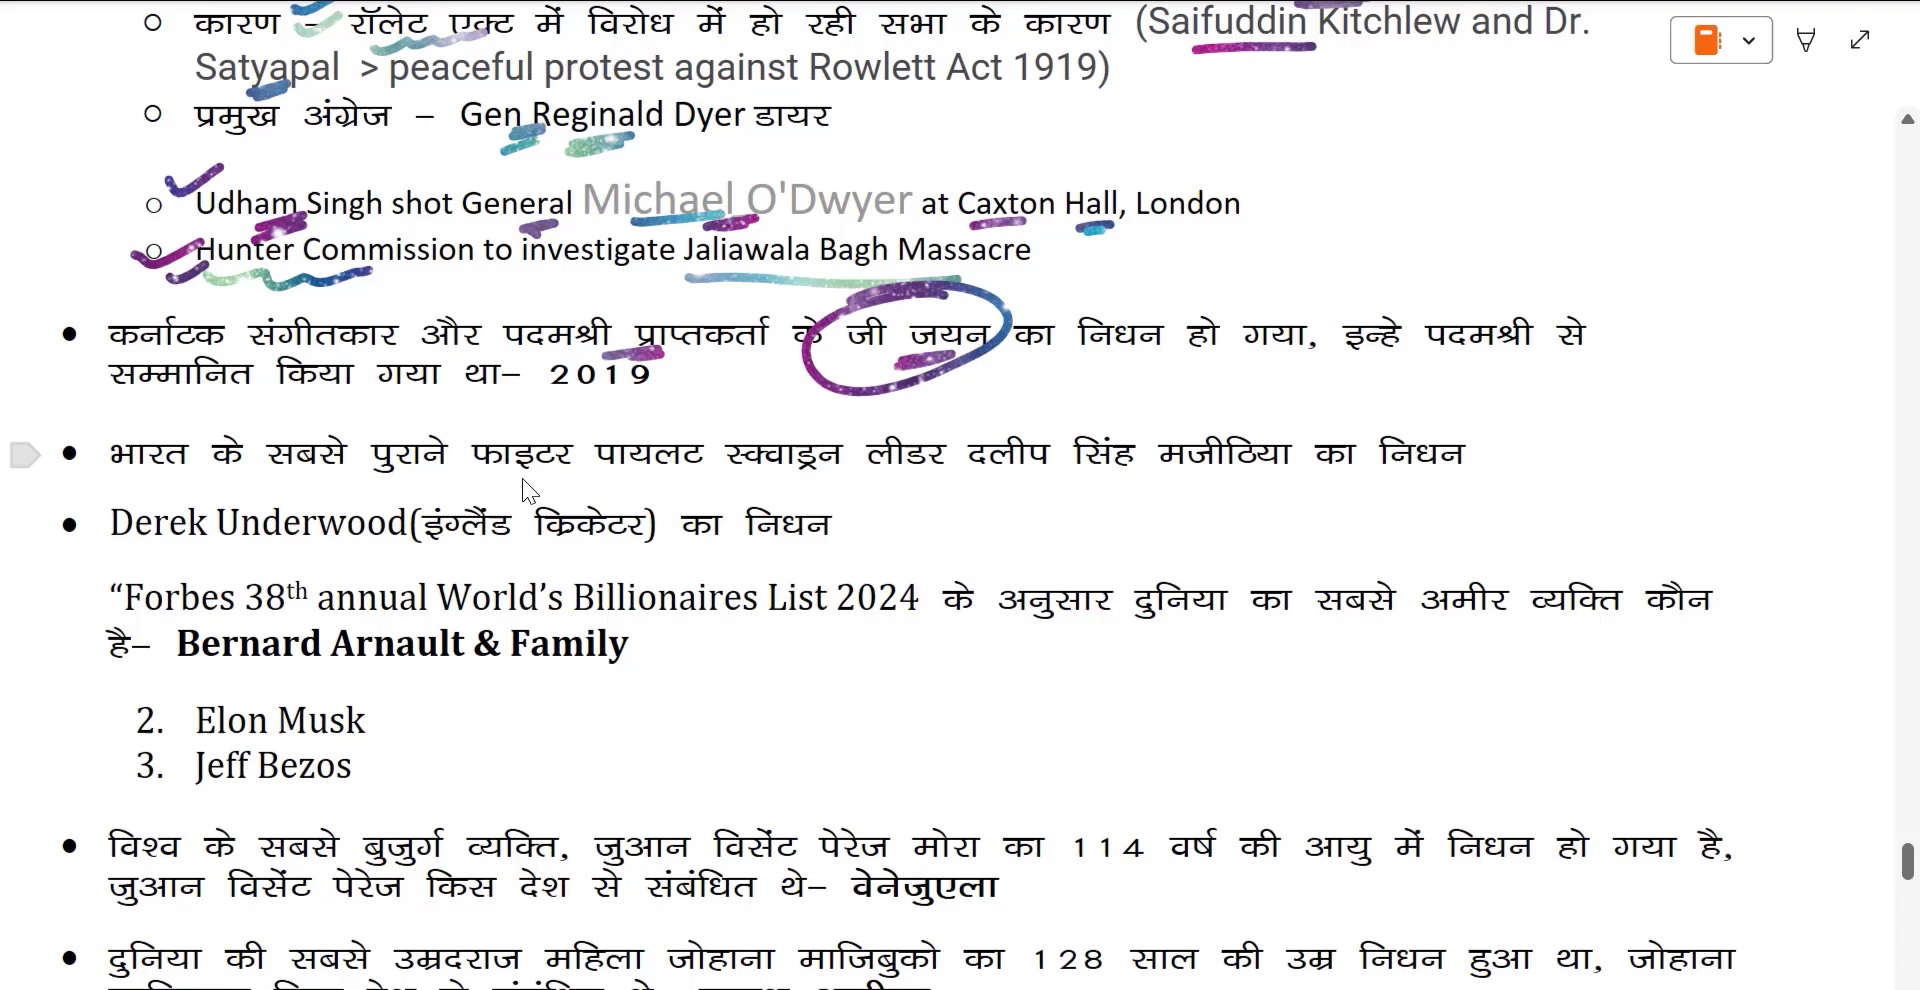 कारण – रॉलेट एक्ट में विरोध में हो रही सभा के कारण (Saifuddin Kitchlew and Dr.
Satyapal > peaceful protest against Rowlett Act 1919)
प्रमुख अंग्रेज – Gen Reginald Dyer डायर
Udham Singh shot General Michael O'Dwyer at Caxton Hall, London
Hunter Commission to investigate Jaliawala Bagh Massacre
कर्नाटक संगीतकार और पदमश्री प्राप्तकर्ता के जी जयन का निधन हो गया, इन्हे पदमश्री से
सम्मानित किया गया था– 2019
भारत के सबसे पुराने फाइटर पायलट स्क्वाड्रन लीडर दलीप सिंह मजीठिया का निधन
Derek Underwood(इंग्लैंड क्रिकेटर) का निधन
“Forbes 38th annual World’s Billionaires List 2024 के अनुसार दुनिया का सबसे अमीर व्यक्ति कौन
है– Bernard Arnault & Family
2. Elon Musk
3. Jeff Bezos
विश्व के सबसे बुजुर्ग व्यक्ति, जुआन विसेंट पेरेज मोरा का 114 वर्ष की आयु में निधन हो गया है,
जुआन विसेंट पेरेज किस देश से संबंधित थे– वेनेजुएला
दुनिया की सबसे उम्रदराज महिला जोहाना माजिबुको का 128 साल की उम्र निधन हुआ था, जोहाना